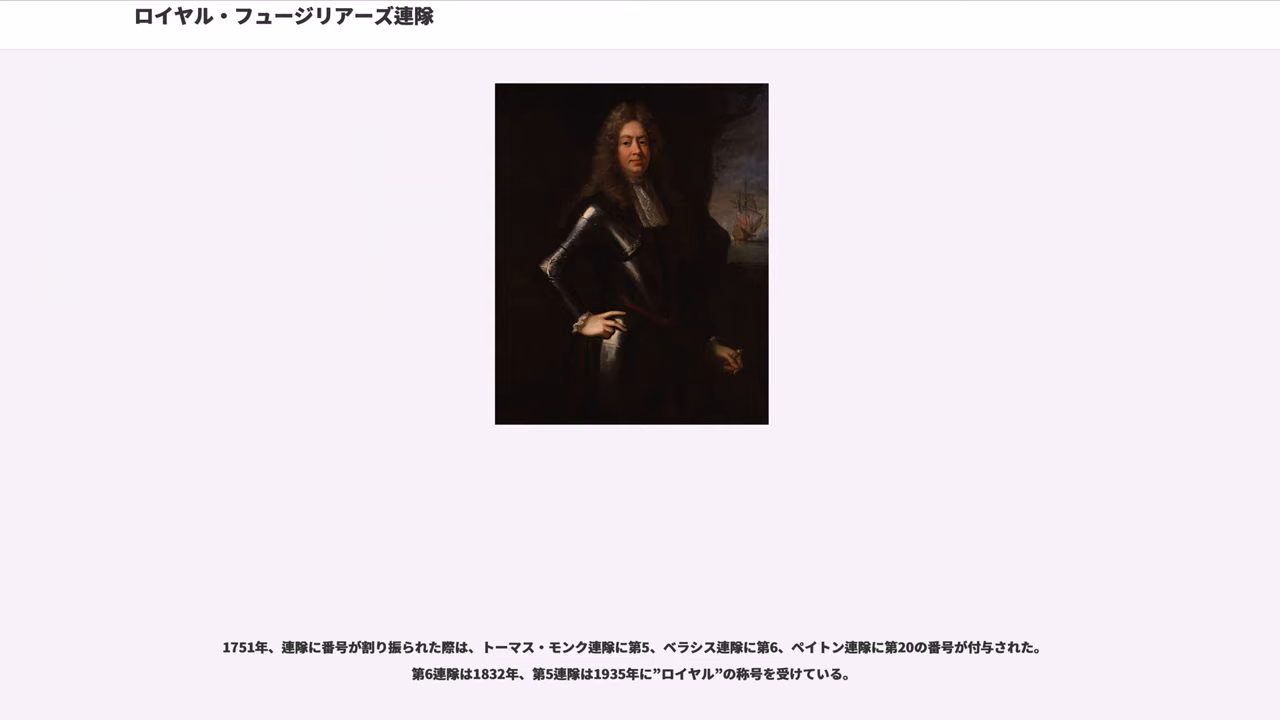 ロイヤル・フュージリアーズ連隊
1751年、連隊に番号が割り振られた際は、トーマス・モンク連隊に第5、ベラシス連隊に第6、ペイトン連隊に第20の番号が付与された。
第6連隊は1832年、第5連隊は1935年に”ロイヤル”の称号を受けている。